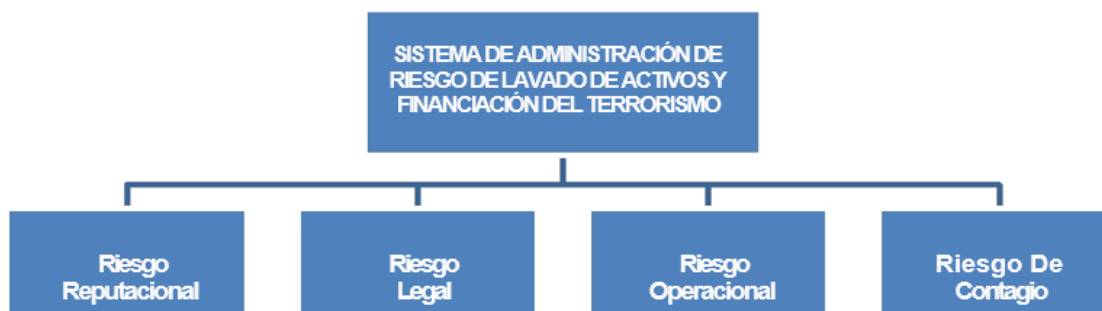 SISTEMA DE ADMINISTRACIÓN DE
RIESGO DE LAVADO DE ACTIVOS Y
FINANCIACIÓN DEL TERRORISMO
Riesgo
Reputacional
Riesgo
Legal
Riesgo
Operacional
Riesgo De
Contagio